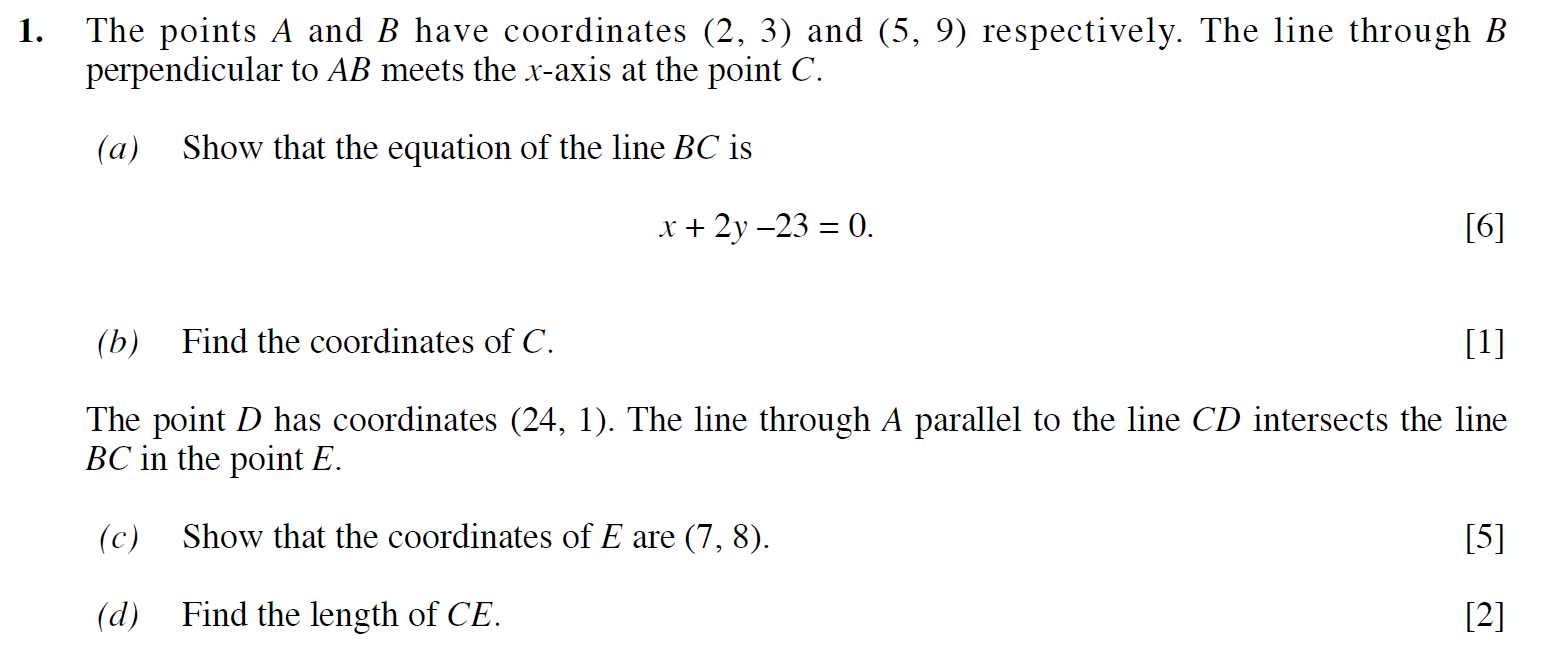 1. The points A and B have coordinates (2, 3) and (5, 9) respectively. The line through B
perpendicular to AB meets the x-axis at the point C.
(a) Show that the equation of the line BC is
x + 2y –23 = 0. [6]
(b) Find the coordinates of C. [1]
The point D has coordinates (24, 1). The line through A parallel to the line CD intersects the line
BC in the point E.
(c) Show that the coordinates of E are (7, 8). [5]
(d) Find the length of CE. [2]